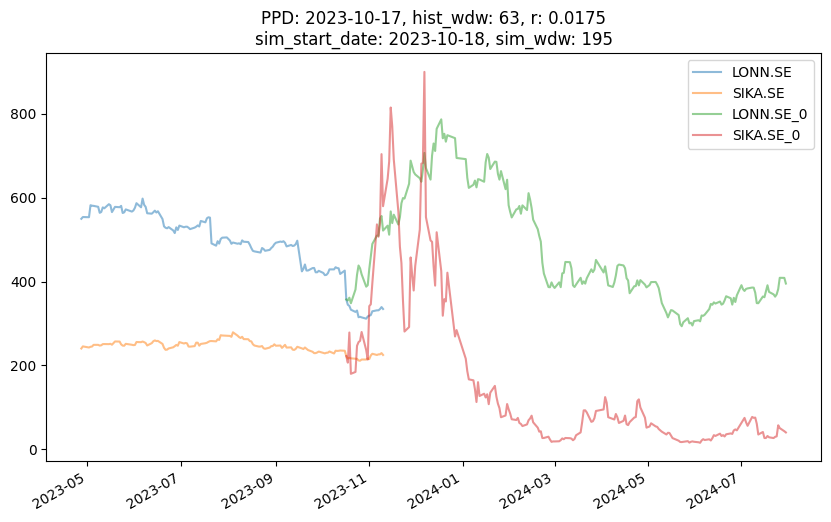 PPD: 2023-10-17, hist_wdw: 63, r: 0.0175
sim_start_date: 2023-10-18, sim_wdw: 195
LONN.SE
SIKA.SE
LONN.SE_0
SIKA.SE_0
800
600
400
200
0
2023-05
2023-07
2023-09
2023-11
2024-01
2024-03
2024-05
2024-07